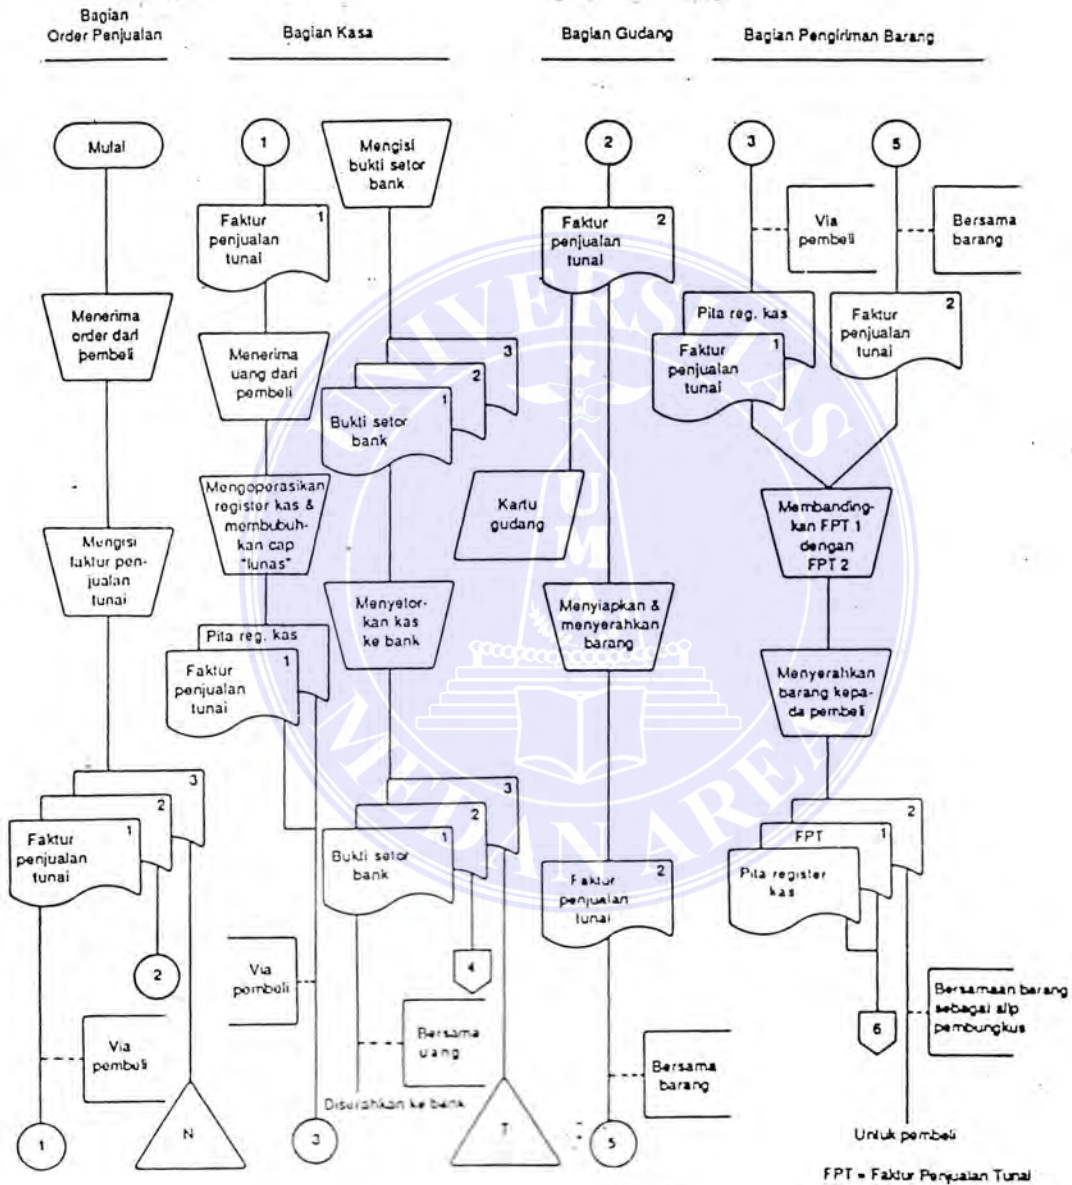 Bagian
Order Penjualan
Bagian Kasa
Bagian Gudang
Bagian Pengiriman Barang
Mulai
Menerima
order dari
pembeli
Mengisi
faktur pen-
jualan
tunai
3
2
1
Faktur
penjualan
tunai
2
Via
pembeli
N
1
1
Faktur
penjualan
tunai
1
Menerima
uang dari
pembeli
Mengoperasikan
register kas &
membubuh-
kan cap
"lunas"
Pita reg. kas
Faktur
penjualan
tunai
1
Via
pembeli
3
Mengisi
bukti setor
bank
3
2
1
Bukti setor
bank
Menyetor-
kan kas
ke bank
3
2
1
Bukti setor
bank
4
Bersama
uang
Diserahkan ke bank
T
2
Faktur
penjualan
tunai
2
Kartu
gudang
Menyiapkan &
menyerahkan
barang
Faktur
penjualan
tunai
2
Bersama
barang
5
3
5
Via
pembeli
Bersama
barang
Pita reg. kas
Faktur
penjualan
tunai
1
Faktur
penjualan
tunai
2
Membanding-
kan FPT 1
dengan
FPT 2
Menyerahkan
barang kepa-
da pembeli
2
FPT
1
Pita register
kas
6
Bersamaan barang
sebagai slip
pembungkus
Untuk pembeli
FPT = Faktur Penjualan Tunai
UNIVERSITAS
MEDAN AREA
UMA